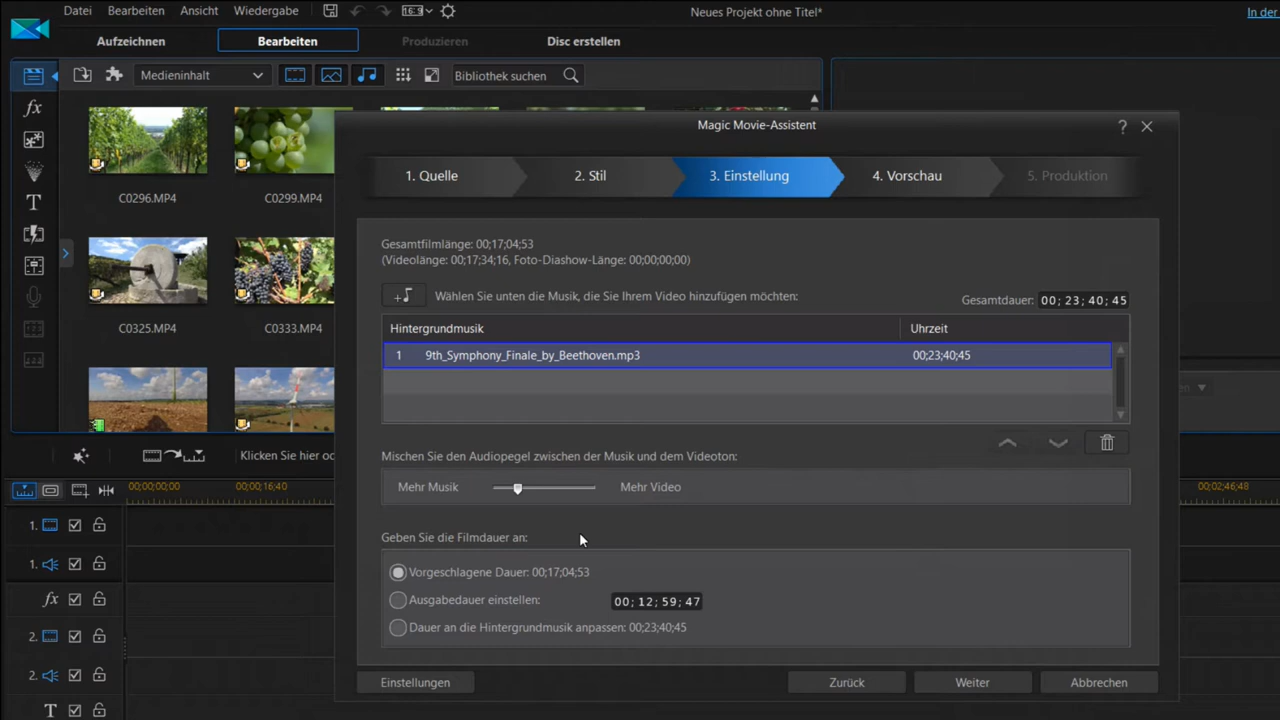 Datei Bearbeiten Ansicht Wiedergabe 16:9 Neues Projekt ohne Titel* In der
Aufzeichnen Bearbeiten Produzieren Disc erstellen
Medieninhalt Bibliothek suchen
Magic Movie-Assistent ?
1. Quelle 2. Stil 3. Einstellung 4. Vorschau 5. Produktion
C0296.MP4 C0299.MP4
C0325.MP4 C0333.MP4
Gesamtfilmlänge: 00;17;04;53
(Videolänge: 00;17;34;16, Foto-Diashow-Länge: 00;00;00;00)
Wählen Sie unten die Musik, die Sie Ihrem Video hinzufügen möchten: Gesamtdauer: 00; 23; 40; 45
Hintergrundmusik Uhrzeit
1 9th_Symphony_Finale_by_Beethoven.mp3 00;23;40;45
Mischen Sie den Audiopegel zwischen der Musik und dem Videoton:
Mehr Musik Mehr Video
Geben Sie die Filmdauer an:
Vorgeschlagene Dauer: 00;17;04;53
Ausgabedauer einstellen: 00; 12; 59; 47
Dauer an die Hintergrundmusik anpassen: 00;23;40;45
Einstellungen Zurück Weiter Abbrechen
Klicken Sie hier od
00;00;00;00 00;00;16;40 00;02;46;48
1.
1.
fx
2.
2.
T